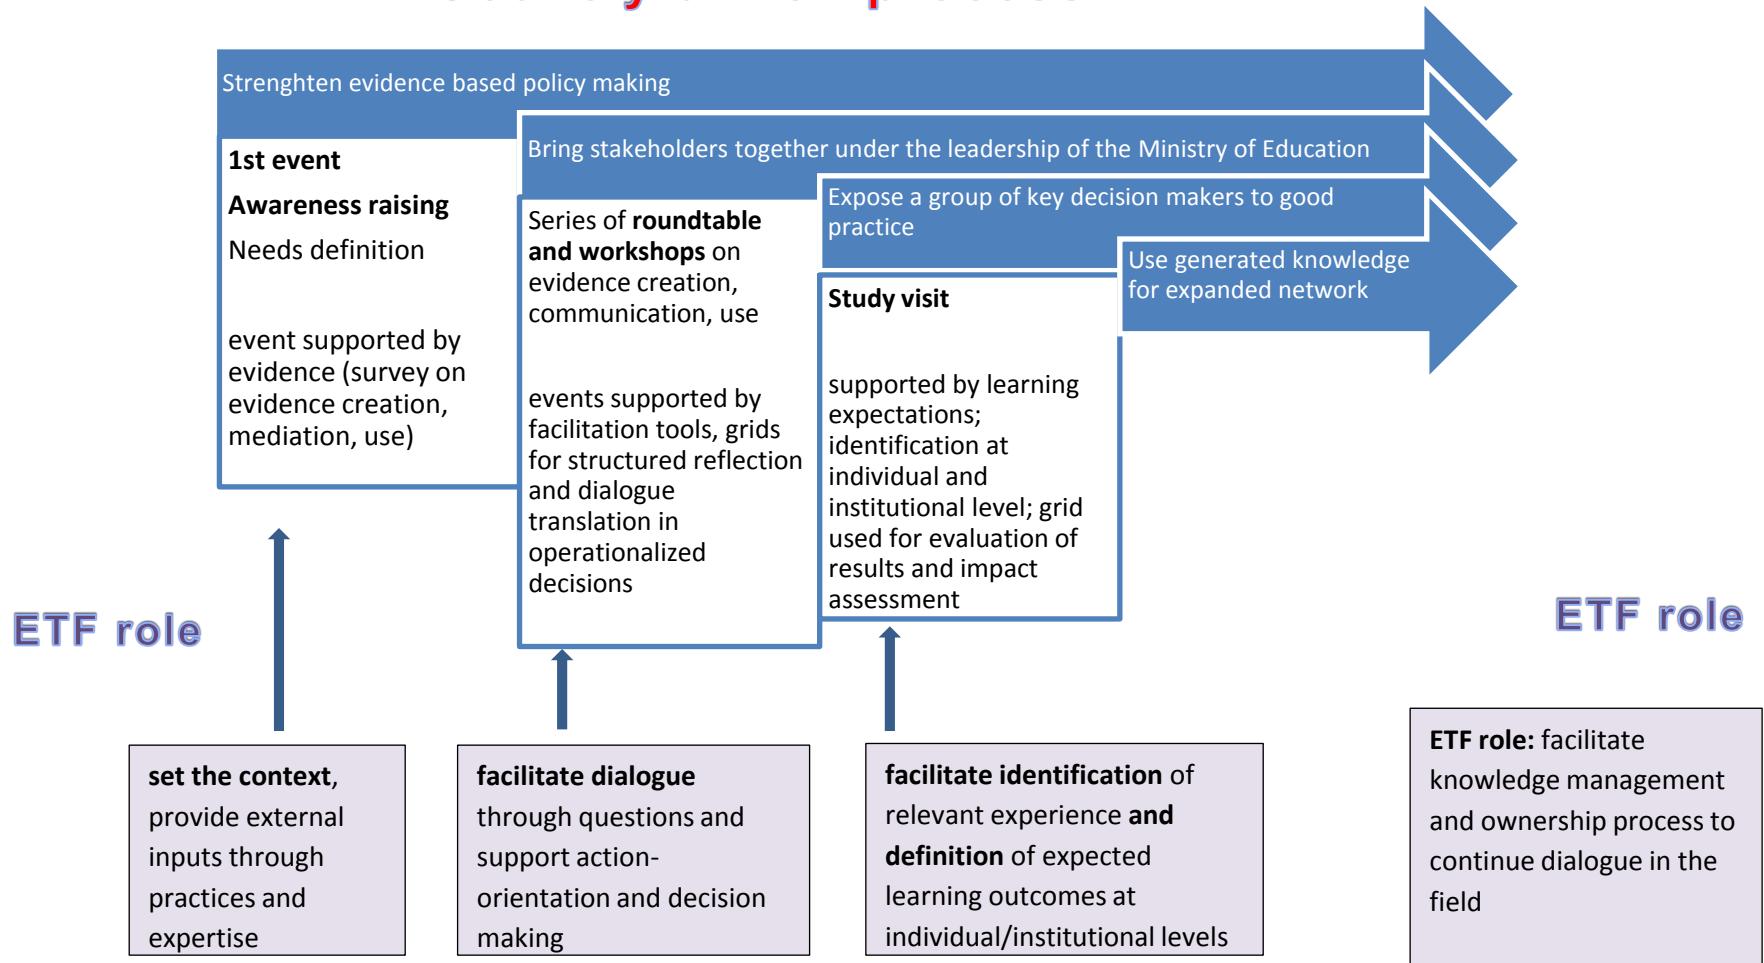 Strenghten evidence based policy making
1st event
Awareness raising
Needs definition
event supported by
evidence (survey on
evidence creation,
mediation, use)
Bring stakeholders together under the leadership of the Ministry of Education
Series of roundtable
and workshops on
evidence creation,
communication, use
events supported by
facilitation tools, grids
for structured reflection
and dialogue
translation in
operationalized
decisions
Expose a group of key decision makers to good
practice
Study visit
supported by learning
expectations;
identification at
individual and
institutional level; grid
used for evaluation of
results and impact
assessment
Use generated knowledge
for expanded network
ETF role
ETF role
set the context,
provide external
inputs through
practices and
expertise
facilitate dialogue
through questions and
support action-
orientation and decision
making
facilitate identification of
relevant experience and
definition of expected
learning outcomes at
individual/institutional levels
ETF role: facilitate
knowledge management
and ownership process to
continue dialogue in the
field